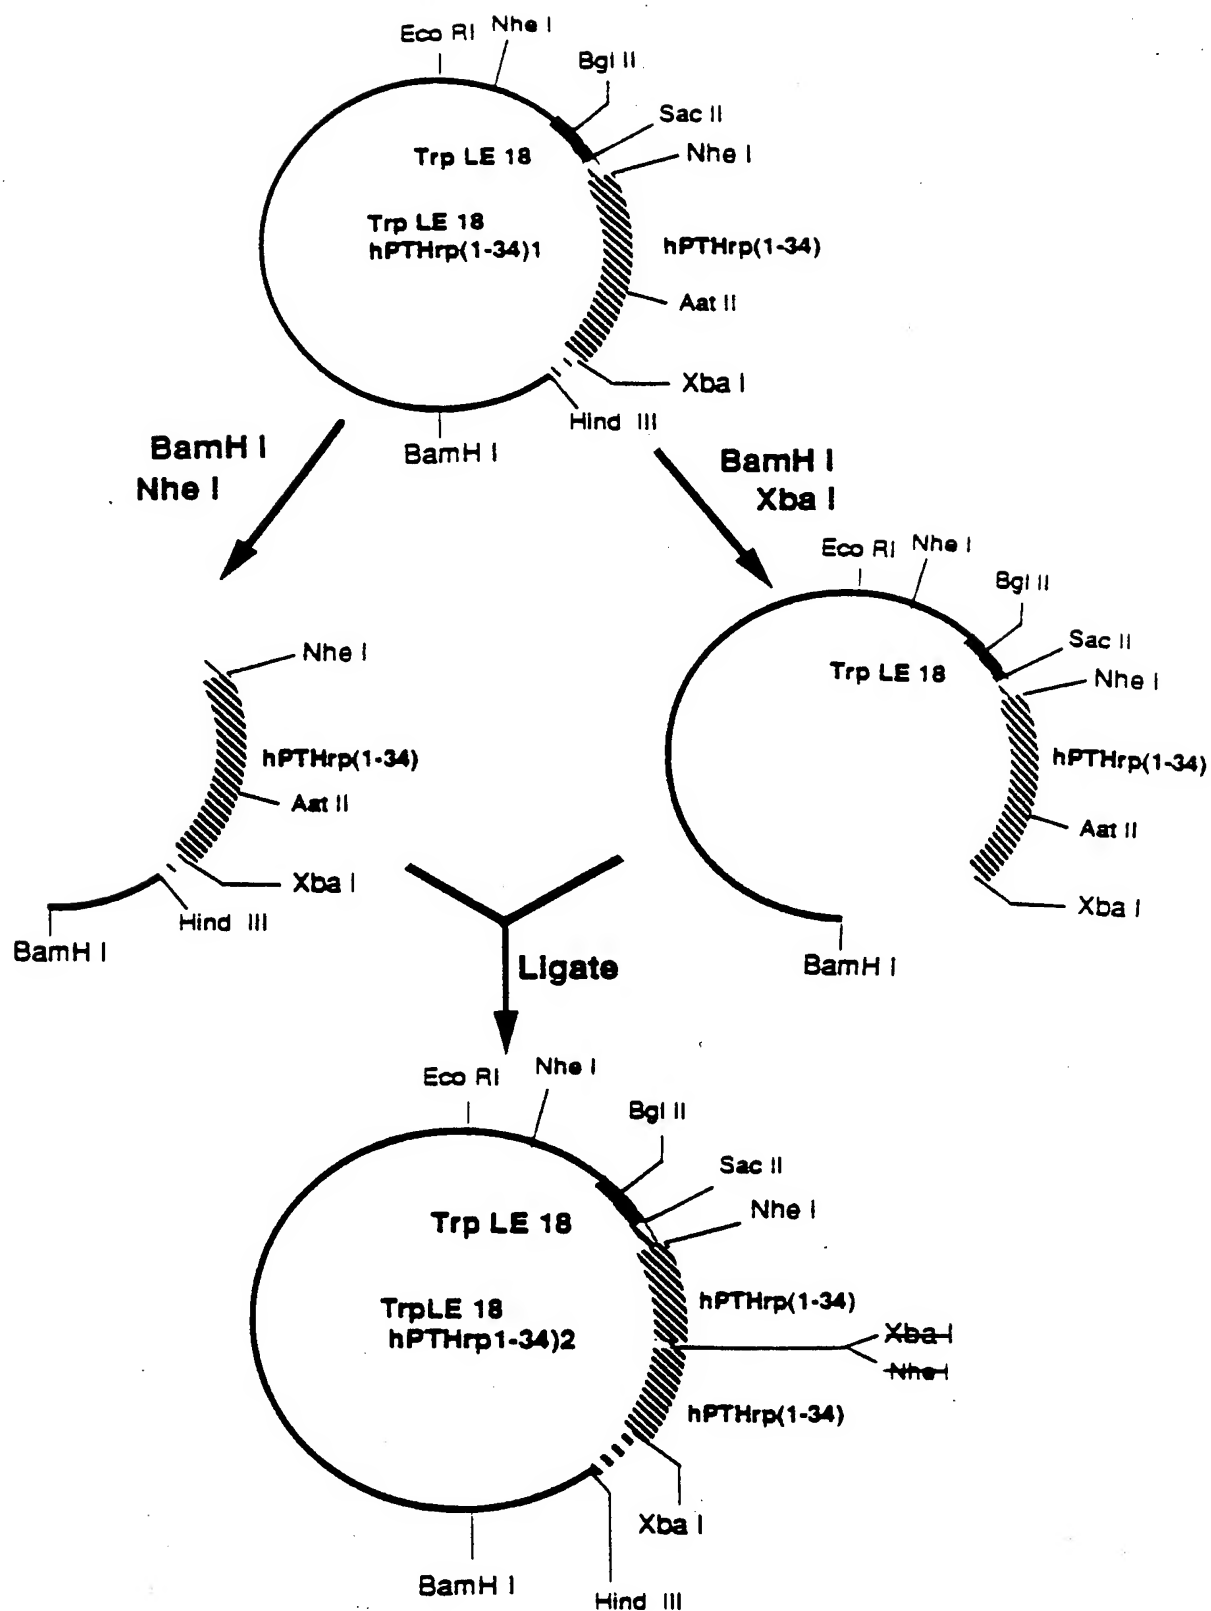 Eco RI
Nhe I
Bgl II
Sac II
Trp LE 18
Nhe I
Trp LE 18
hPTHrp(1-34)1
hPTHrp(1-34)
Aat II
Xba I
Hind III
BamH I
BamH I
Nhe I
BamH I
Xba I
Eco RI
Nhe I
Bgl II
Sac II
Nhe I
Trp LE 18
Nhe I
hPTHrp(1-34)
hPTHrp(1-34)
Aat II
Aat II
Xba I
Xba I
Hind III
BamH I
BamH I
Ligate
Eco RI
Nhe I
Bgl II
Sac II
Nhe I
Trp LE 18
hPTHrp(1-34)
TrpLE 18
hPTHrp1-34)2
Xba I
Nhe I
hPTHrp(1-34)
Xba I
BamH I
Hind III